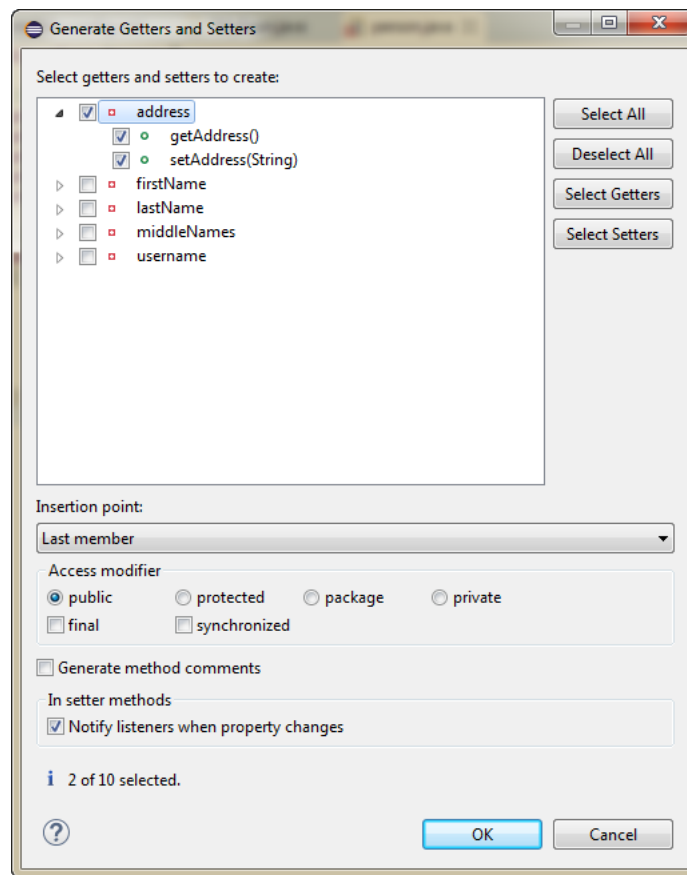 Generate Getters and Setters
Select getters and setters to create:
address
getAddress()
setAddress(String)
firstName
lastName
middleNames
username
Select All
Deselect All
Select Getters
Select Setters
Insertion point:
Last member
Access modifier
public protected package private
final synchronized
Generate method comments
In setter methods
Notify listeners when property changes
i 2 of 10 selected.
? OK Cancel